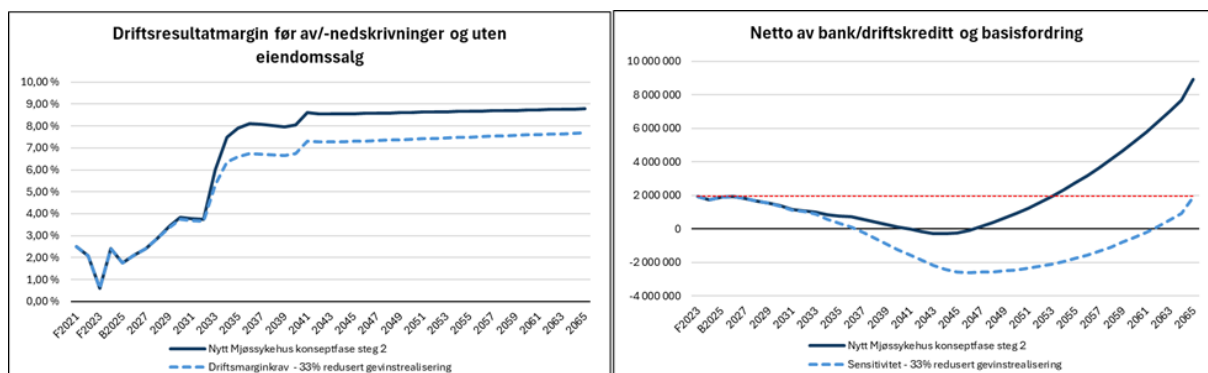 Driftsresultatmargin før av/-nedskrivninger og uten
eiendomssalg
10,00 %
9,00 %
8,00 %
7,00 %
6,00 %
5,00 %
4,00 %
3,00 %
2,00 %
1,00 %
0,00 %
F2021
F2023
B2025
2027
2029
2031
2033
2035
2037
2039
2041
2043
2045
2047
2049
2051
2053
2055
2057
2059
2061
2063
2065
Nytt Mjøssykehus konseptfase steg 2
Driftsmarginkrav - 33% redusert gevinstrealisering
Netto av bank/driftskreditt og basisfordring
10 000 000
8 000 000
6 000 000
4 000 000
2 000 000
0
-2 000 000
-4 000 000
F2023
B2025
2027
2029
2031
2033
2035
2037
2039
2041
2043
2045
2047
2049
2051
2053
2055
2057
2059
2061
2063
2065
Nytt Mjøssykehus konseptfase steg 2
Sensitivitet - 33% redusert gevinstrealisering